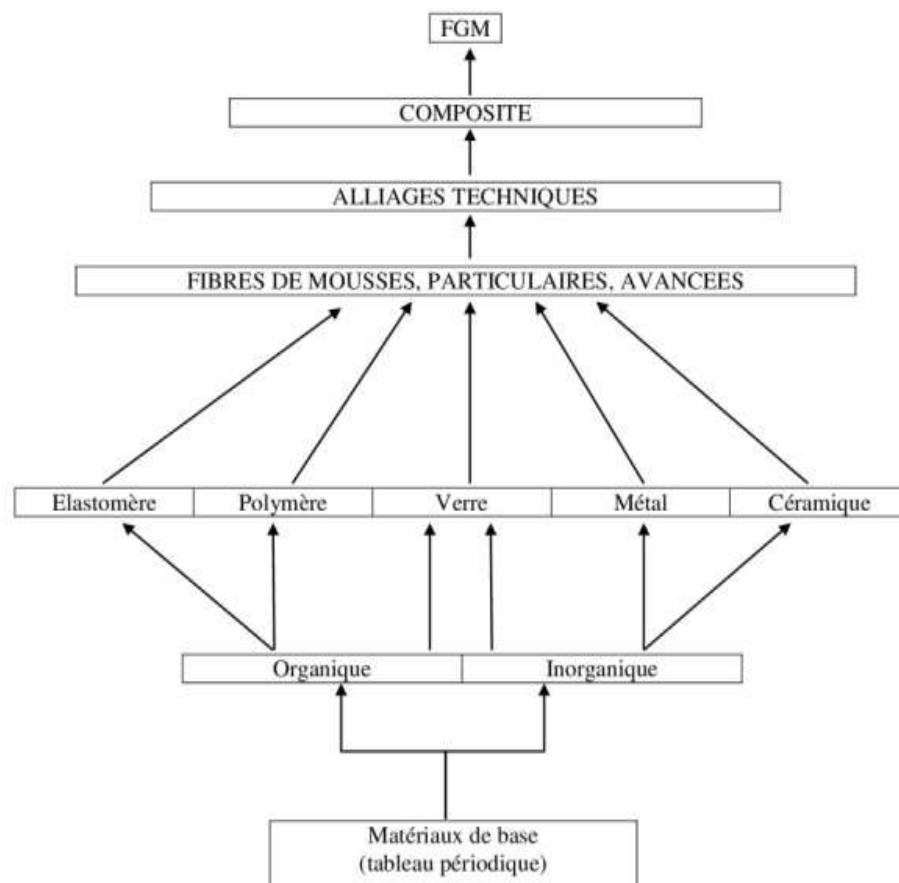 FGM
COMPOSITE
ALLIAGES TECHNIQUES
FIBRES DE MOUSSES, PARTICULAIRES, AVANCEES
Elastomère Polymère Verre Métal Céramique
Organique Inorganique
Matériaux de base
(tableau périodique)